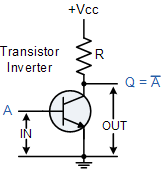 +Vcc
Transistor
Inverter
R
Q = A̅
A
IN
OUT